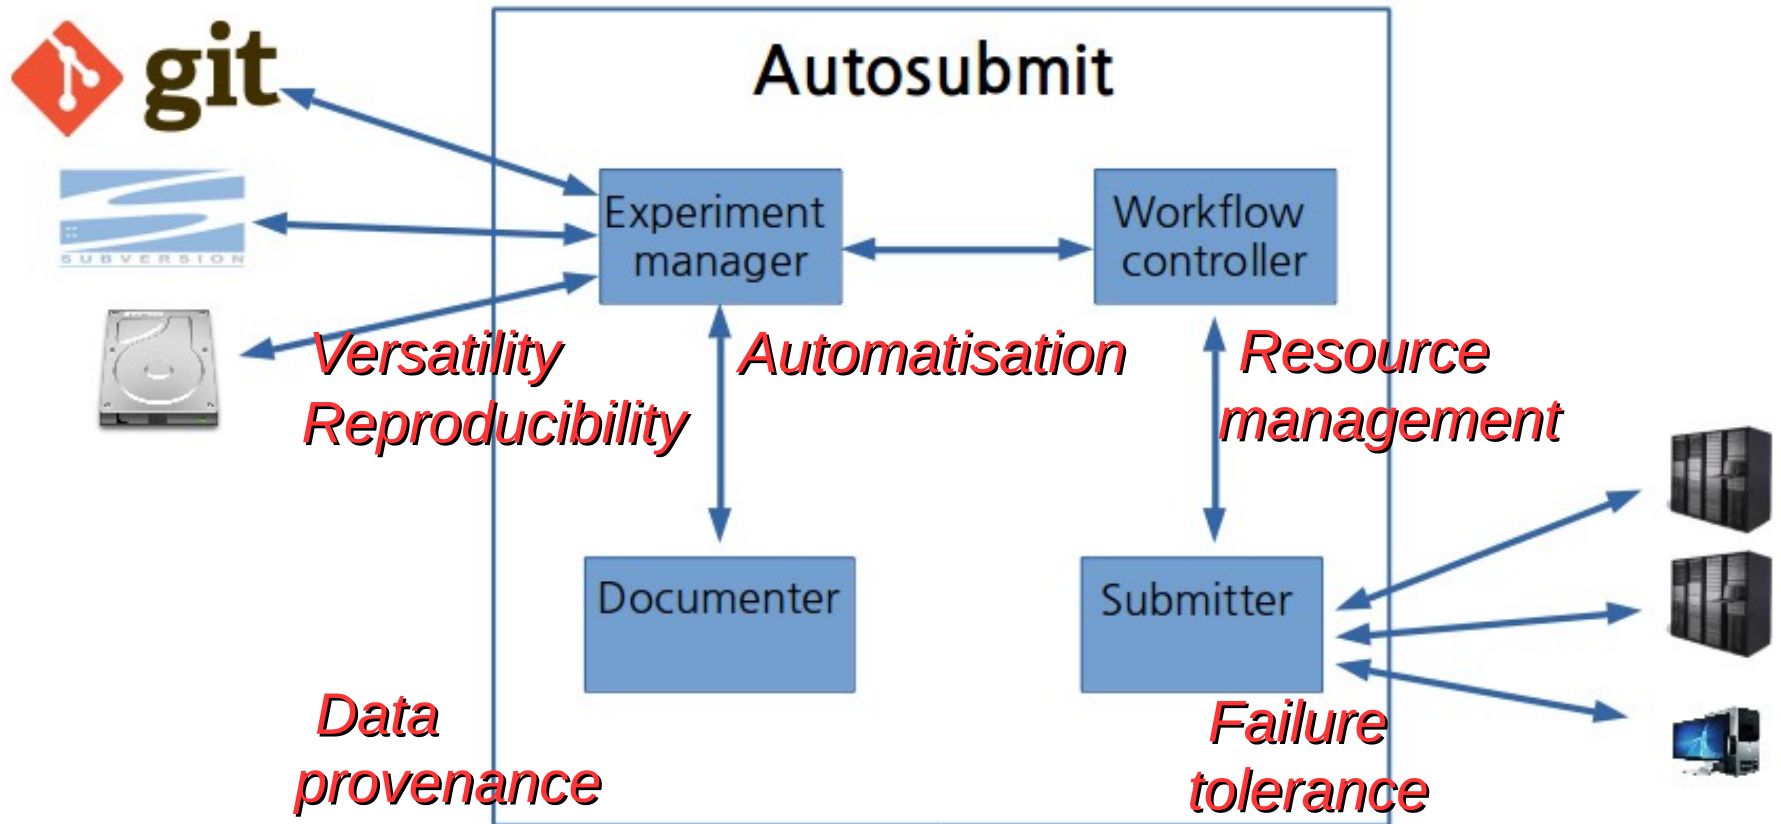 Autosubmit
git
SUBVERSION
Experiment
manager
Workflow
controller
Versatility
Reproducibility
Automatisation
Resource
management
Documenter
Submitter
Data
provenance
Failure
tolerance